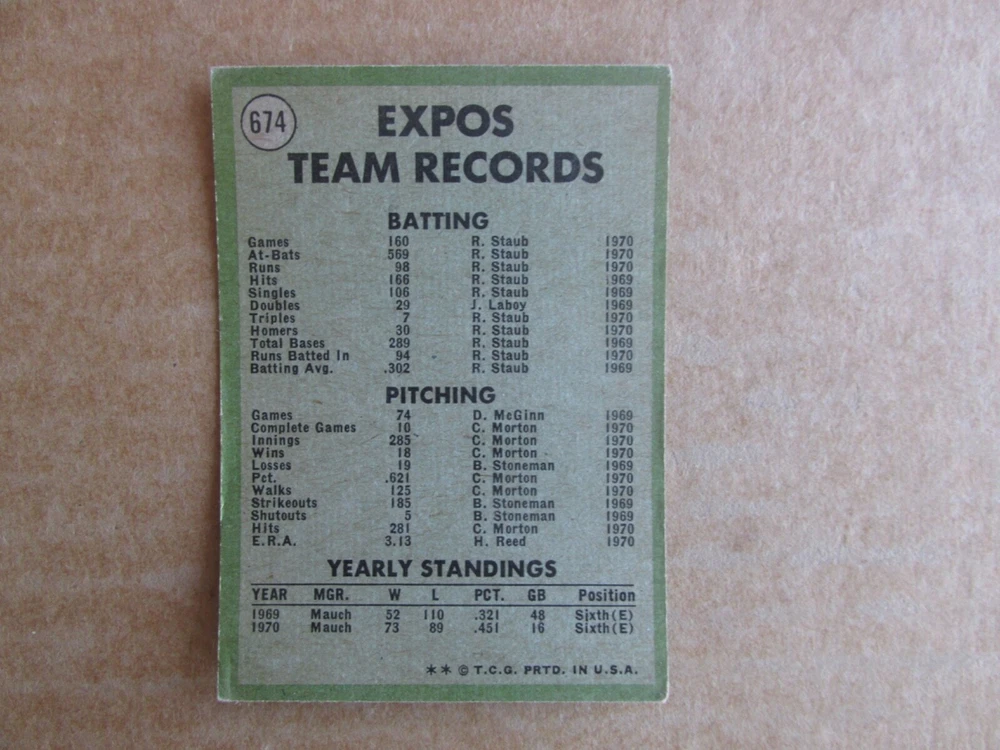 674
EXPOS
TEAM RECORDS
BATTING
Games 160 R. Staub 1970
At-Bats 569 R. Staub 1970
Runs 98 R. Staub 1970
Hits 166 R. Staub 1969
Singles 106 R. Staub 1969
Doubles 29 J. Laboy 1969
Triples 7 R. Staub 1970
Homers 30 R. Staub 1970
Total Bases 289 R. Staub 1969
Runs Batted In 94 R. Staub 1970
Batting Avg. .302 R. Staub 1969
PITCHING
Games 74 D. McGinn 1969
Complete Games 10 C. Morton 1970
Innings 285 C. Morton 1970
Wins 18 C. Morton 1970
Losses 19 B. Stoneman 1969
Pct. .621 C. Morton 1970
Walks 125 C. Morton 1970
Strikeouts 185 B. Stoneman 1969
Shutouts 5 B. Stoneman 1969
Hits 281 C. Morton 1970
E.R.A. 3.13 H. Reed 1970
YEARLY STANDINGS
YEAR MGR. W L PCT. GB Position
1969 Mauch 52 110 .321 48 Sixth(E)
1970 Mauch 73 89 .451 16 Sixth(E)
** © T.C.G. PRTD. IN U.S.A.